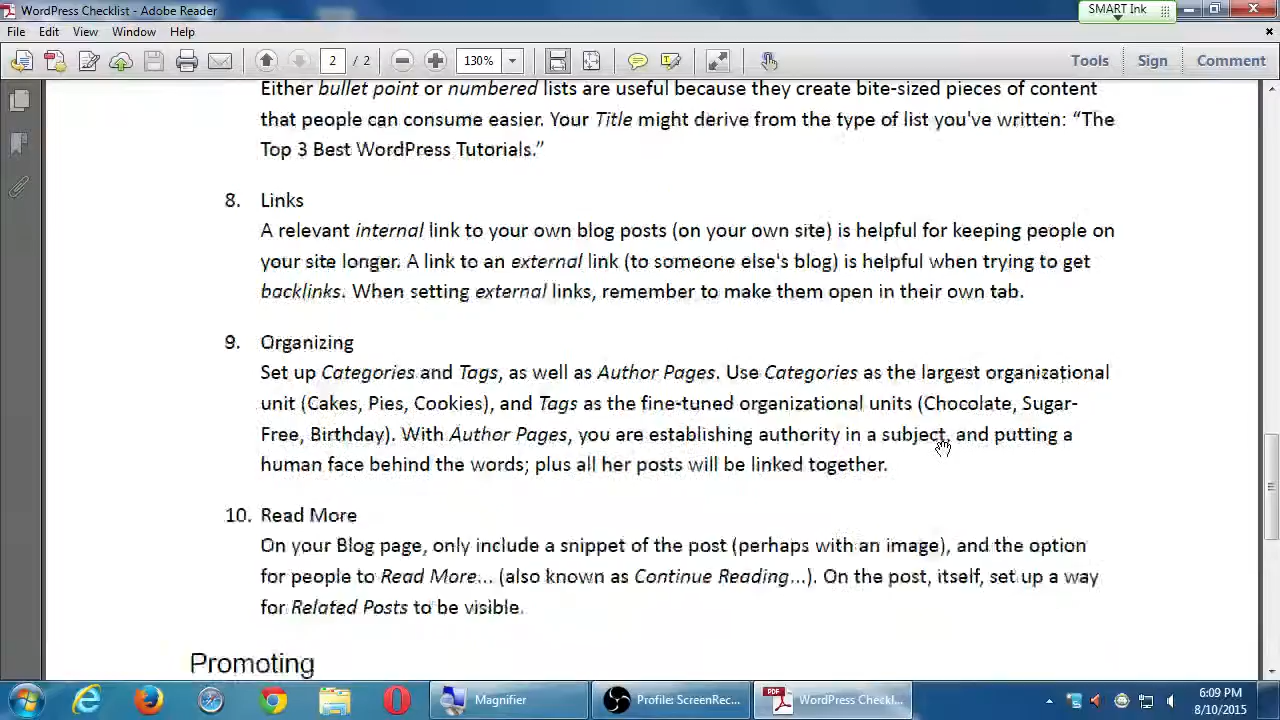 WordPress Checklist - Adobe Reader
SMART Ink
File Edit View Window Help
2 / 2 130% Tools Sign Comment
Either bullet point or numbered lists are useful because they create bite-sized pieces of content
that people can consume easier. Your Title might derive from the type of list you've written: “The
Top 3 Best WordPress Tutorials.”
8. Links
A relevant internal link to your own blog posts (on your own site) is helpful for keeping people on
your site longer. A link to an external link (to someone else's blog) is helpful when trying to get
backlinks. When setting external links, remember to make them open in their own tab.
9. Organizing
Set up Categories and Tags, as well as Author Pages. Use Categories as the largest organizational
unit (Cakes, Pies, Cookies), and Tags as the fine-tuned organizational units (Chocolate, Sugar-
Free, Birthday). With Author Pages, you are establishing authority in a subject, and putting a
human face behind the words; plus all her posts will be linked together.
10. Read More
On your Blog page, only include a snippet of the post (perhaps with an image), and the option
for people to Read More... (also known as Continue Reading...). On the post, itself, set up a way
for Related Posts to be visible.
Promoting
Magnifier
Profile: ScreenRec...
PDF
WordPress Checkl...
6:09 PM
8/10/2015